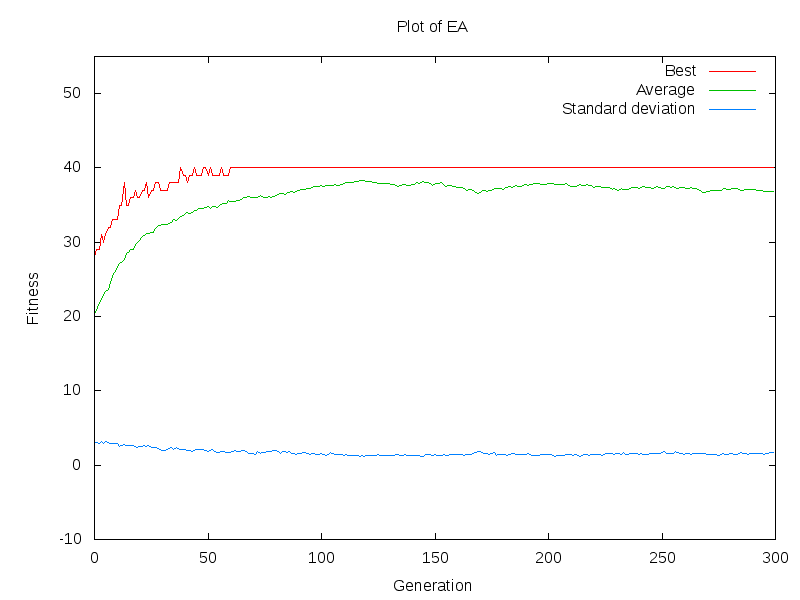 Plot of EA
Best
Average
Standard deviation
50
40
30
20
10
0
-10
Fitness
0 50 100 150 200 250 300
Generation